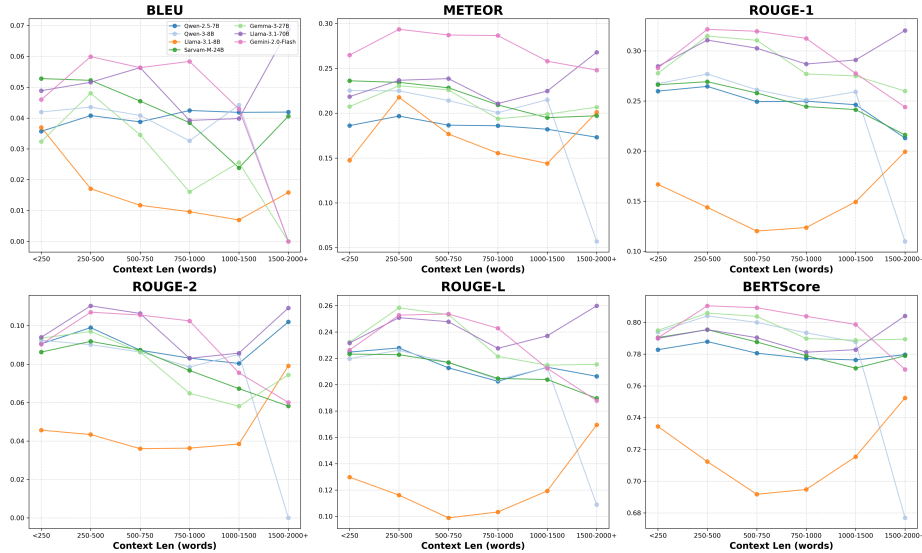 BLEU
Qwen-2.5-7B
Qwen-3-8B
Llama-3.1-8B
Sarvam-M-24B
Gemma-3-27B
Llama-3.1-70B
Gemini-2.0-Flash
0.07
0.06
0.05
0.04
0.03
0.02
0.01
0.00
<250 250-500 500-750 750-1000 1000-1500 1500-2000+
Context Len (words)
METEOR
0.30
0.25
0.20
0.15
0.10
0.05
<250 250-500 500-750 750-1000 1000-1500 1500-2000+
Context Len (words)
ROUGE-1
0.30
0.25
0.20
0.15
0.10
<250 250-500 500-750 750-1000 1000-1500 1500-2000+
Context Len (words)
ROUGE-2
0.10
0.08
0.06
0.04
0.02
0.00
<250 250-500 500-750 750-1000 1000-1500 1500-2000+
Context Len (words)
ROUGE-L
0.26
0.24
0.22
0.20
0.18
0.16
0.14
0.12
0.10
<250 250-500 500-750 750-1000 1000-1500 1500-2000+
Context Len (words)
BERTScore
0.80
0.78
0.76
0.74
0.72
0.70
0.68
<250 250-500 500-750 750-1000 1000-1500 1500-2000+
Context Len (words)